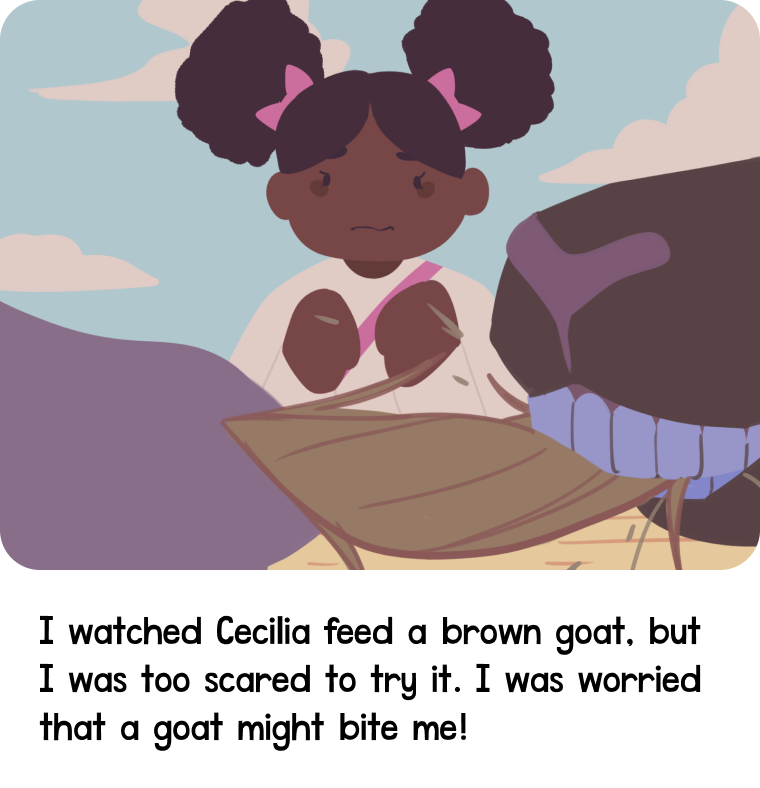 I watched Cecilia feed a brown goat, but
I was too scared to try it. I was worried
that a goat might bite me!